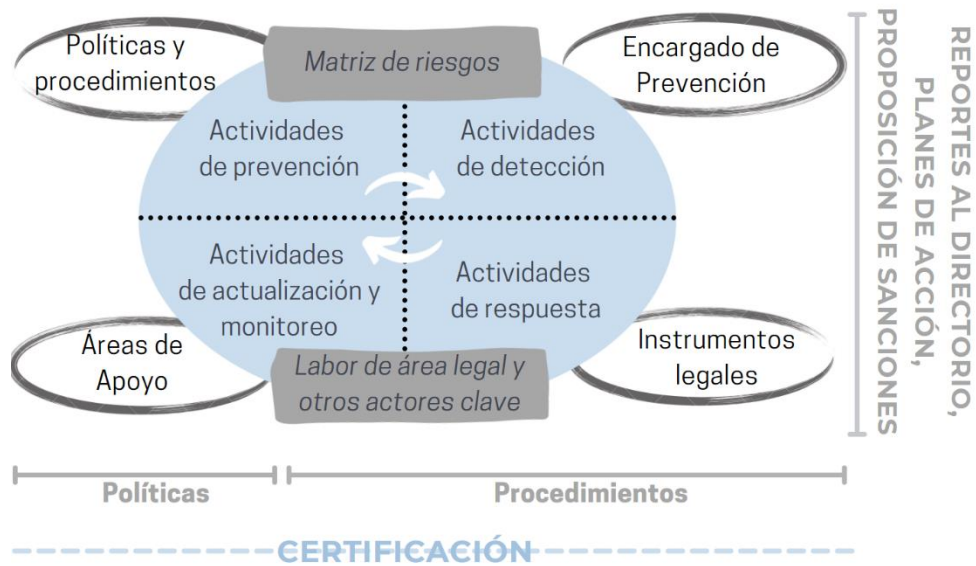 Políticas y
procedimientos
Matriz de riesgos
Encargado de
Prevención
Actividades
de prevención
Actividades
de detección
Actividades
de actualización y
monitoreo
Actividades
de respuesta
Áreas de
Apoyo
Labor de área legal y
otros actores clave
Instrumentos
legales
REPORTES AL DIRECTORIO,
PLANES DE ACCIÓN,
PROPOSICIÓN DE SANCIONES
Políticas
Procedimientos
CERTIFICACIÓN